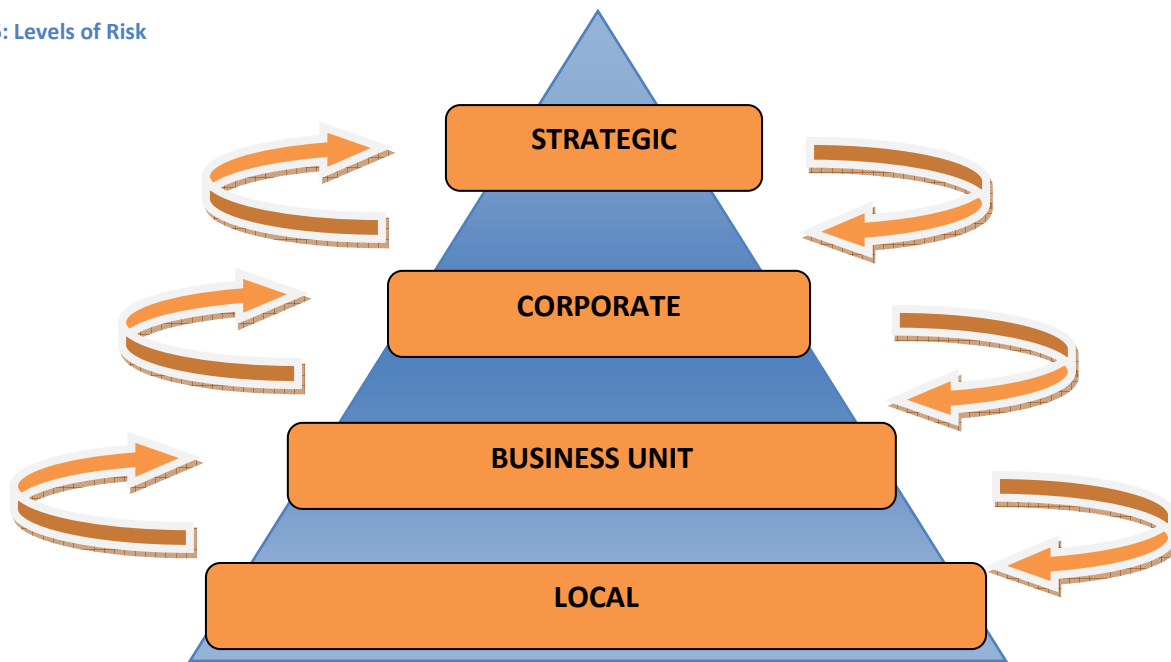 : Levels of Risk
STRATEGIC
CORPORATE
BUSINESS UNIT
LOCAL